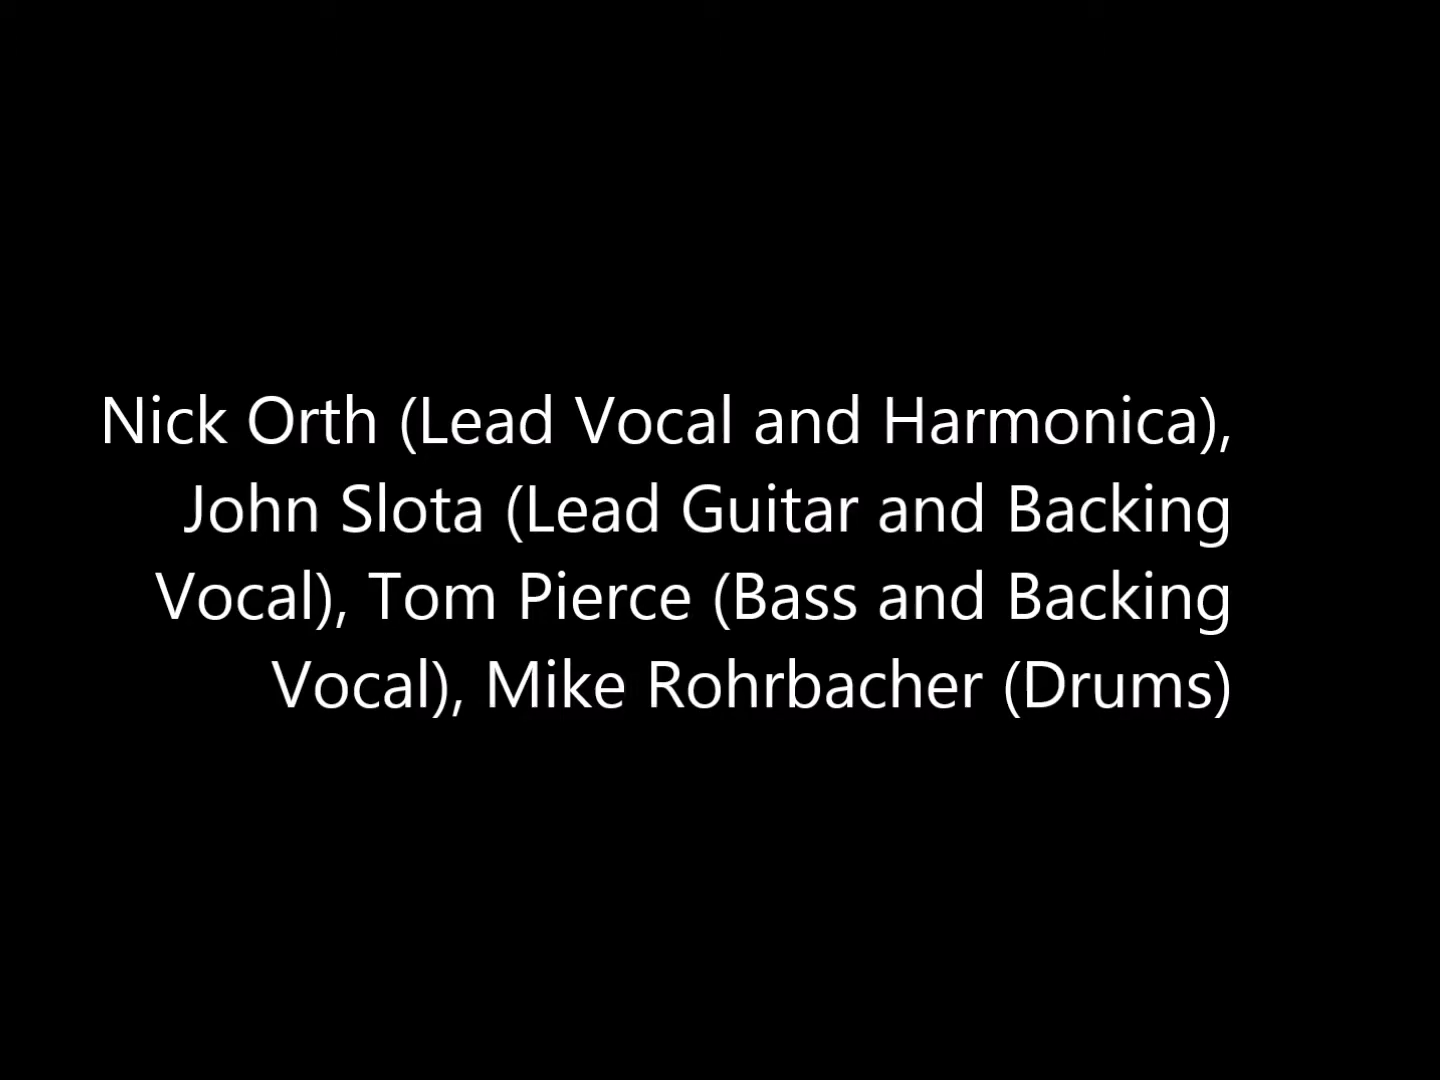 Nick Orth (Lead Vocal and Harmonica),
John Slota (Lead Guitar and Backing
Vocal), Tom Pierce (Bass and Backing
Vocal), Mike Rohrbacher (Drums)